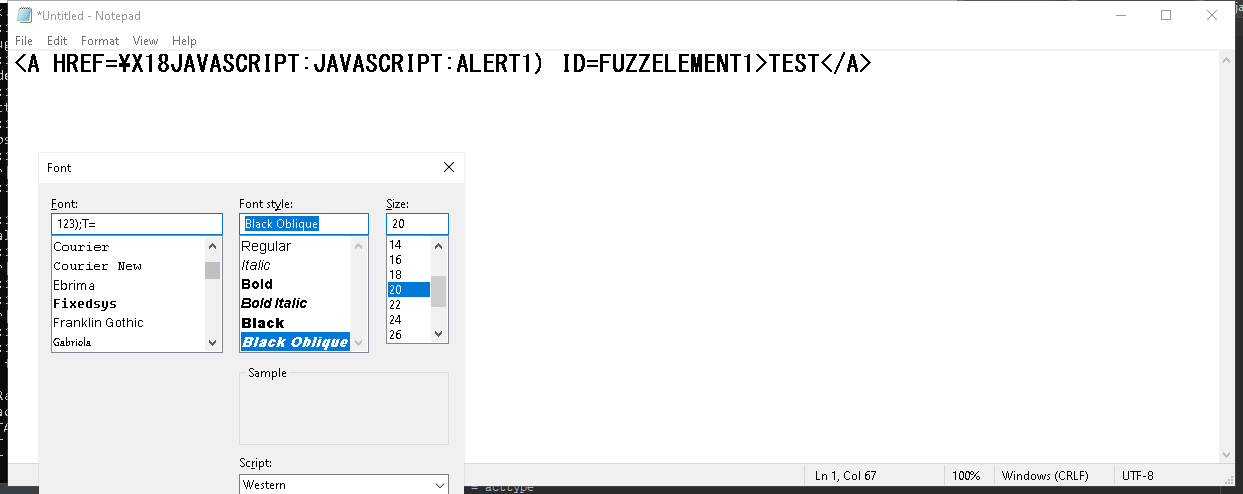 *Untitled - Notepad
File Edit Format View Help
<A HREF=¥X18JAVASCRIPT:JAVASCRIPT:ALERT1) ID=FUZZELEMENT1>TEST</A>
Font
Font: Font style: Size:
123);T= Black Oblique 20
Courier Regular 14
Courier New Italic 16
Ebrima Bold 18
Fixedsys Bold Italic 20
Franklin Gothic Black 22
Gabriola Black Oblique 24
26
Sample
Script:
Western
Ln 1, Col 67 100% Windows (CRLF) UTF-8
= acctype